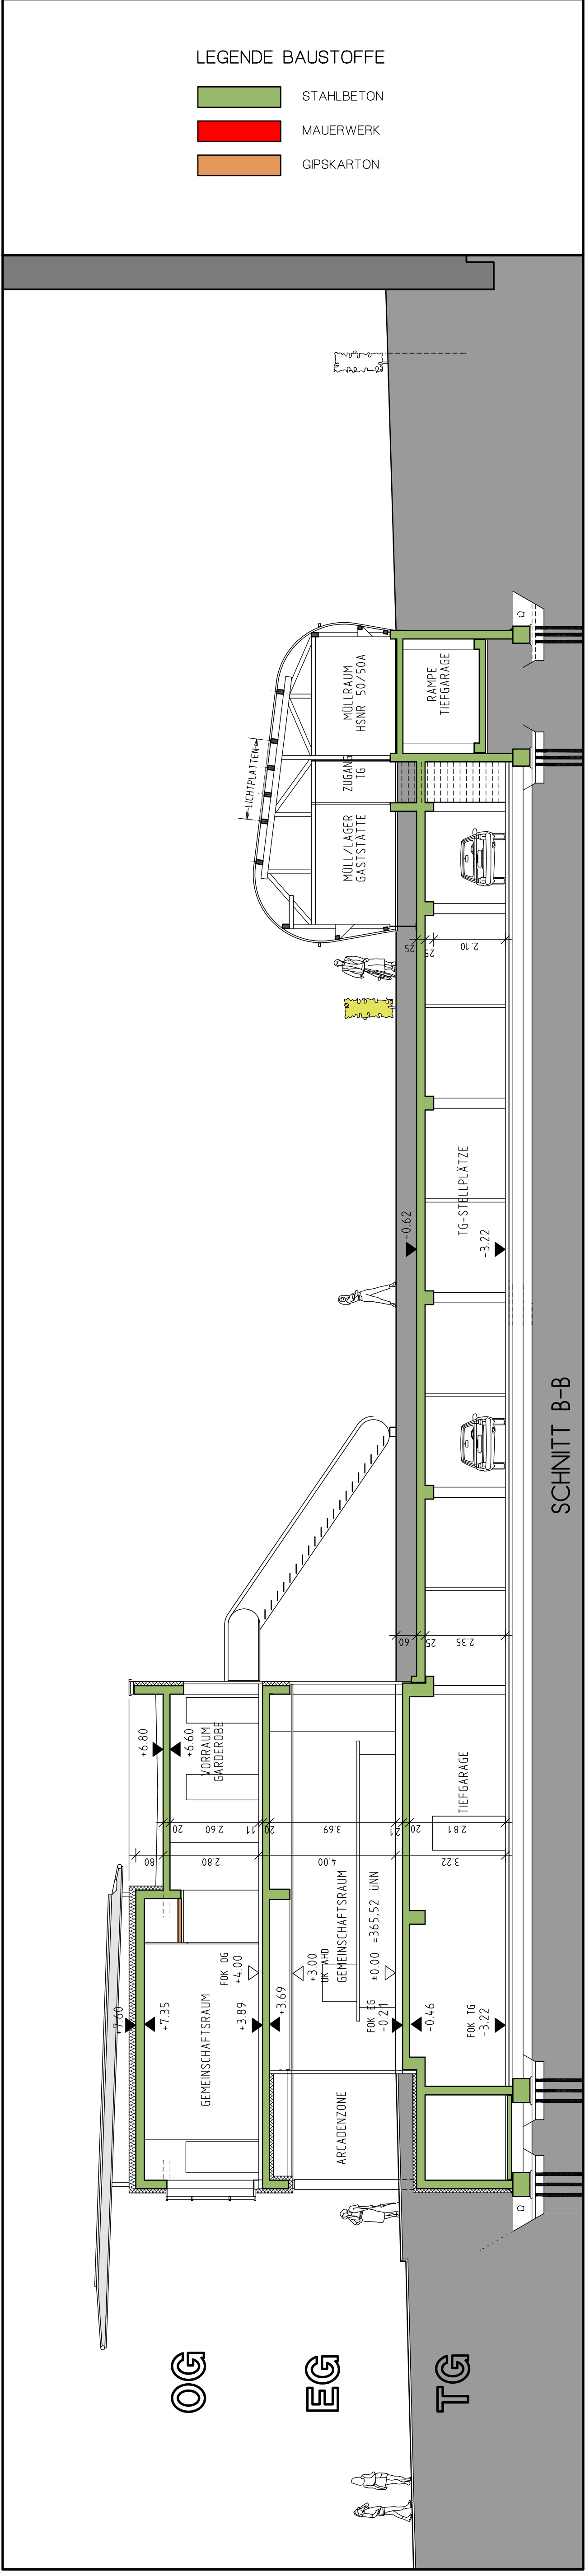 LEGENDE BAUSTOFFE
STAHLBETON
MAUERWERK
GIPSKARTON
LICHTPLATTEN
MÜLLRAUM
HSNR 50/50A
ZUGANG
TG
MÜLL/LAGER
GASTSTÄTTE
RAMPE
TIEFGARAGE
25
25
2.10
-0.62
TG-STELLPLÄTZE
-3.22
60
25
2.35
SCHNITT B-B
+6.80
+6.60
VORRAUM
GARDEROBE
20
2.60
11
20
3.69
21
20
2.81
TIEFGARAGE
80
2.80
4.00
3.22
+7.60
+7.35
GEMEINSCHAFTSRAUM
FOK OG
+4.00
+3.89
+3.69
+3.00
UK AHD
GEMEINSCHAFTSRAUM
±0.00 =365,52 üNN
FOK EG
-0.21
-0.46
FOK TG
-3.22
ARCADENZONE
OG
EG
TG